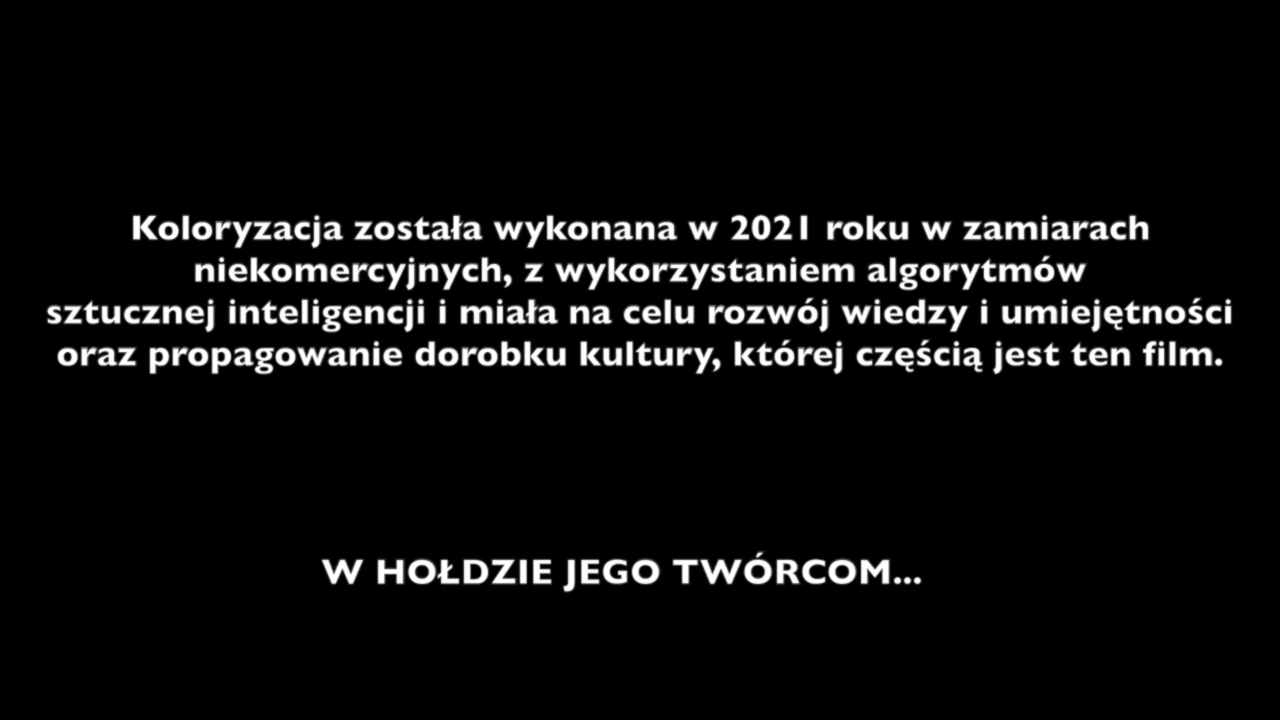 Koloryzacja została wykonana w 2021 roku w zamiarach
niekomercyjnych, z wykorzystaniem algorytmów
sztucznej inteligencji i miała na celu rozwój wiedzy i umiejętności
oraz propagowanie dorobku kultury, której częścią jest ten film.
W HOŁDZIE JEGO TWÓRCOM...